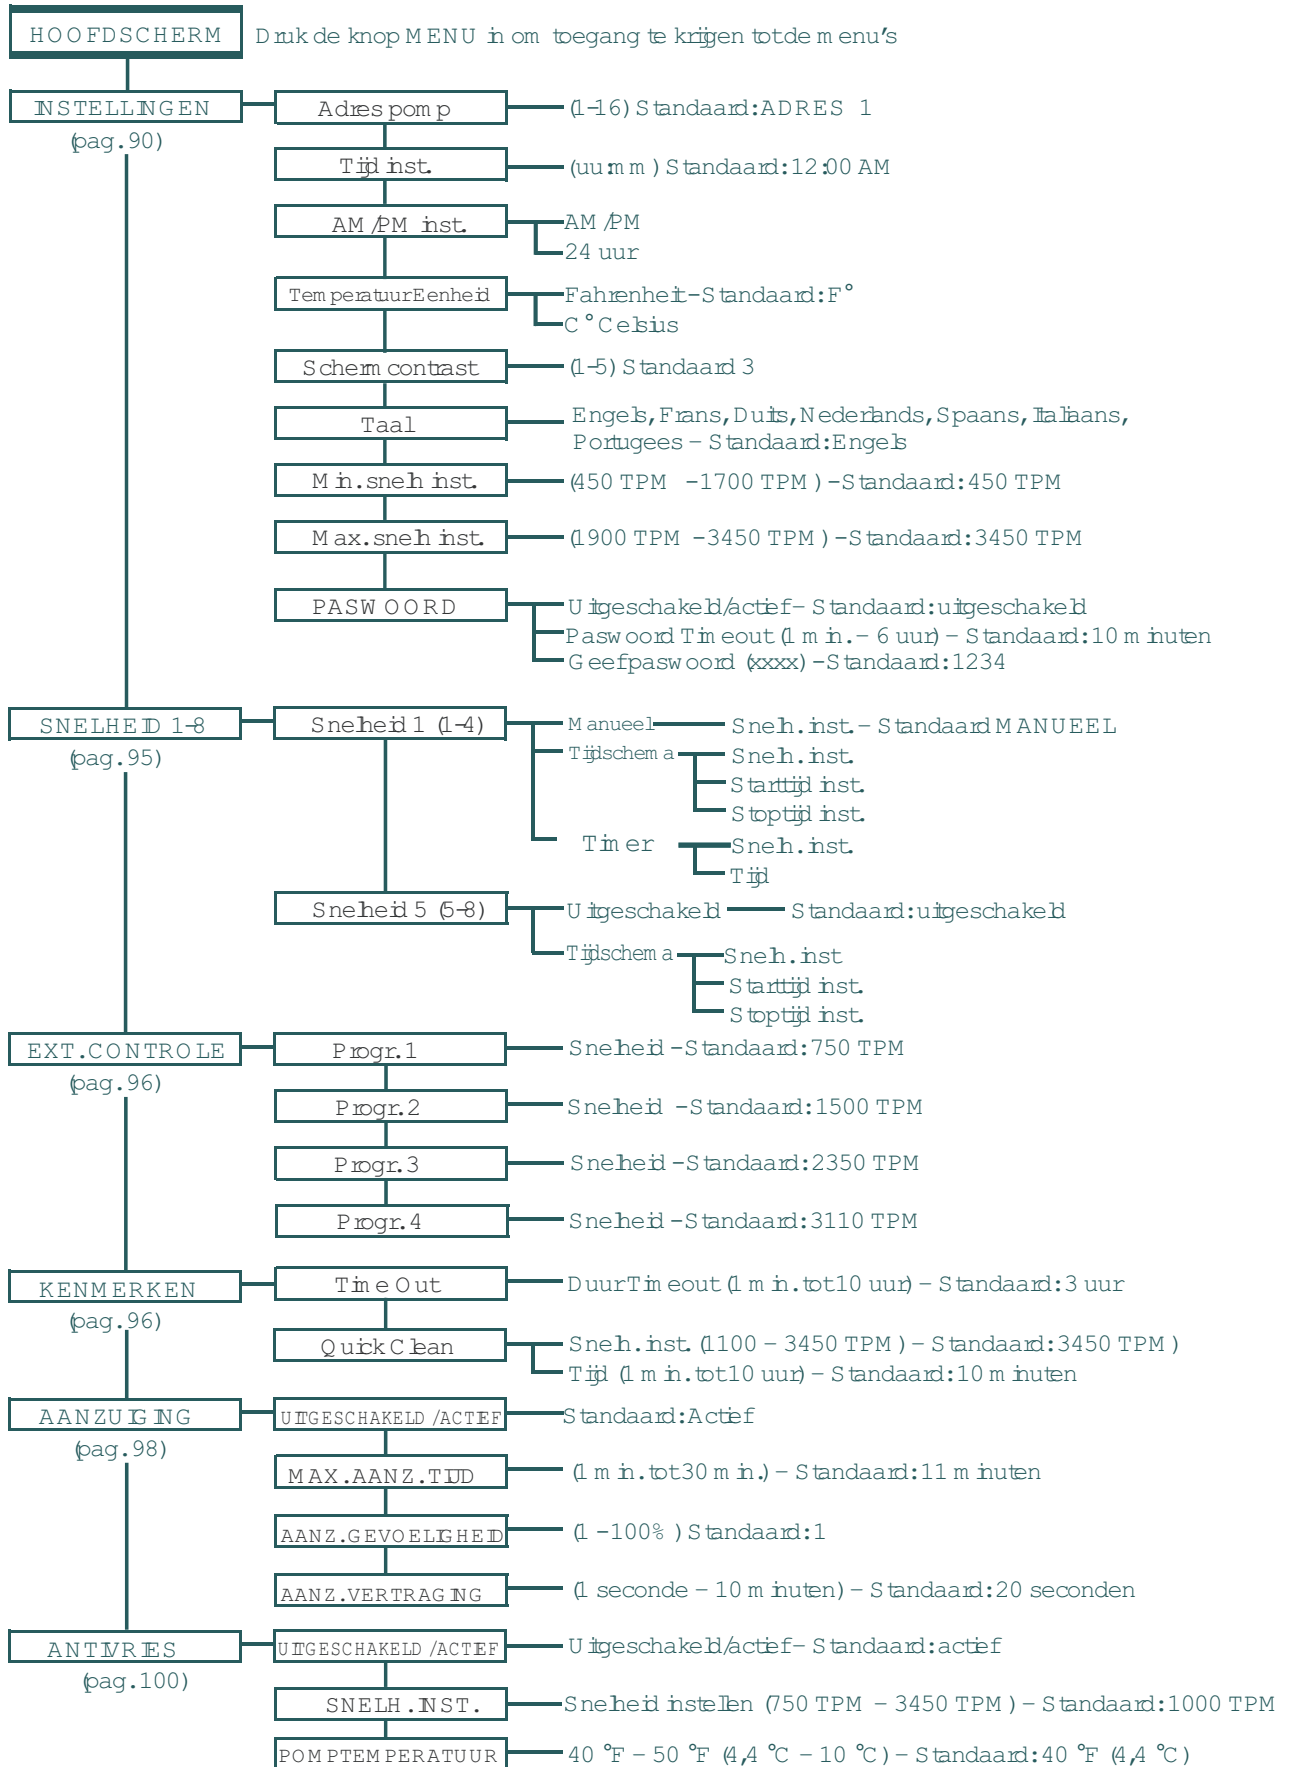 HOOFDSCHERM Druk de knop MENU in om toegang te krijgen tot de menu's
INSTELLINGEN
(pag. 90)
Adres pomp (1-16) Standaard: ADRES 1
Tijd inst. (uu:mm) Standaard: 12:00 AM
AM/PM inst. AM/PM
24 uur
Temperatuur Eenheid Fahrenheit - Standaard: F°
C° Celsius
Scherm contrast (1-5) Standaard 3
Taal Engels, Frans, Duits, Nederlands, Spaans, Italiaans,
Portugees – Standaard: Engels
Min. snelh inst. (450 TPM - 1700 TPM) - Standaard: 450 TPM
Max. snelh inst. (1900 TPM - 3450 TPM) - Standaard: 3450 TPM
PASWOORD Uitgeschakeld/actief – Standaard: uitgeschakeld
Paswoord Timeout (1 min. – 6 uur) – Standaard: 10 minuten
Geef paswoord (xxxx) - Standaard: 1234
SNELHEID 1-8
(pag. 95)
Snelheid 1 (1-4) Manueel Snelh. inst. – Standaard MANUEEL
Tijdschema Snelh. inst.
Starttijd inst.
Stoptijd inst.
Timer Snelh. inst.
Tijd
Snelheid 5 (5-8) Uitgeschakeld Standaard: uitgeschakeld
Tijdschema Snelh. inst
Starttijd inst.
Stoptijd inst.
EXT. CONTROLE
(pag. 96)
Progr. 1 Snelheid - Standaard: 750 TPM
Progr. 2 Snelheid - Standaard: 1500 TPM
Progr. 3 Snelheid - Standaard: 2350 TPM
Progr. 4 Snelheid - Standaard: 3110 TPM
KENMERKEN
(pag. 96)
Time Out Duur Timeout (1 min. tot 10 uur) – Standaard: 3 uur
Quick Clean Snelh. inst. (1100 – 3450 TPM) – Standaard: 3450 TPM)
Tijd (1 min. tot 10 uur) – Standaard: 10 minuten
AANZUIGING
(pag. 98)
UITGESCHAKELD/ACTIEF Standaard: Actief
MAX. AANZ. TIJD (1 min. tot 30 min.) – Standaard: 11 minuten
AANZ. GEVOELIGHEID (1 - 100%) Standaard: 1
AANZ. VERTRAGING (1 seconde – 10 minuten) – Standaard: 20 seconden
ANTIVRIES
(pag. 100)
UITGESCHAKELD/ACTIEF Uitgeschakeld/actief – Standaard: actief
SNELH. INST. Snelheid instellen (750 TPM – 3450 TPM) – Standaard: 1000 TPM
POMPTEMPERATUUR 40 °F – 50 °F (4,4 °C – 10 °C) – Standaard: 40 °F (4,4 °C)